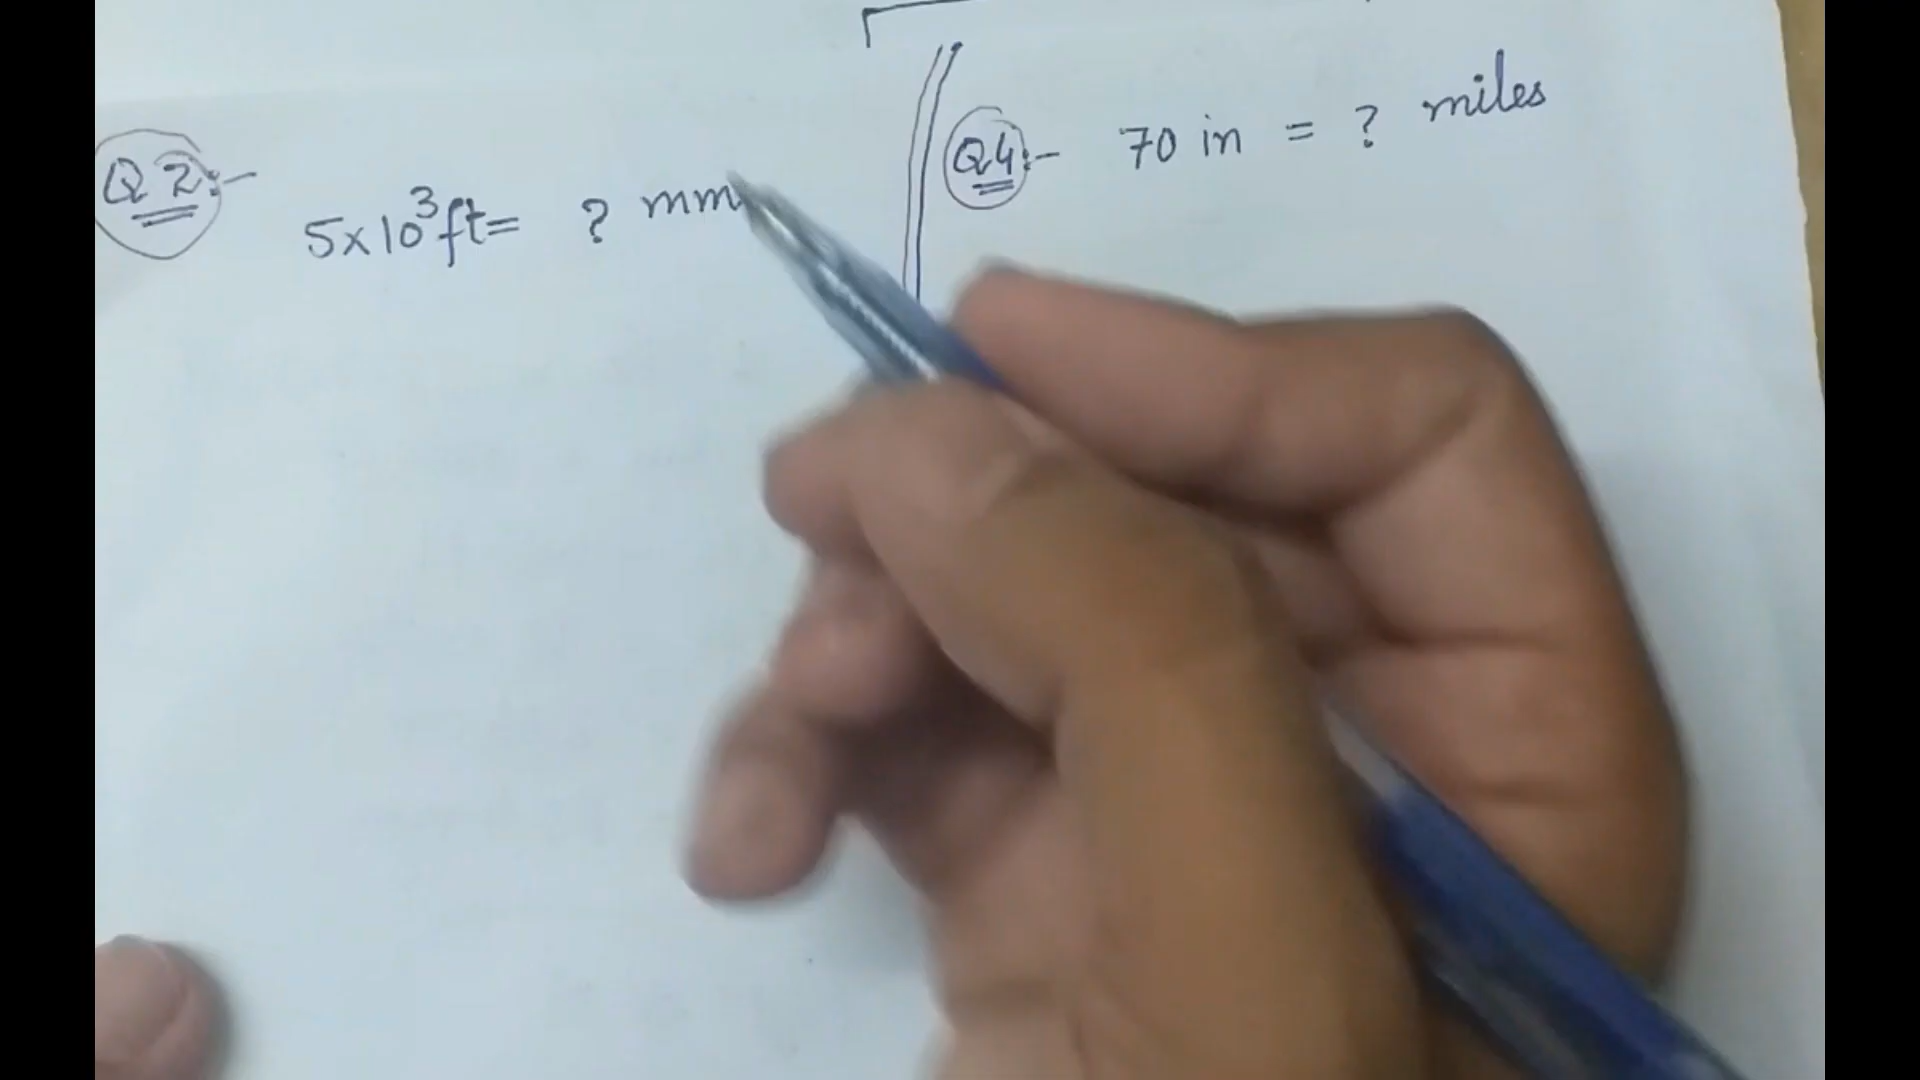 Q2:-
5x10³ft= ? mm
Q4:- 70 in = ? miles